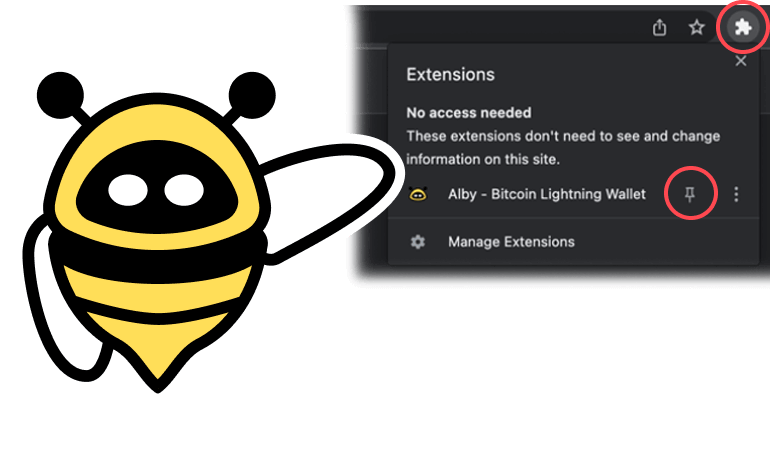 Extensions
No access needed
These extensions don't need to see and change
information on this site.
Alby - Bitcoin Lightning Wallet
Manage Extensions